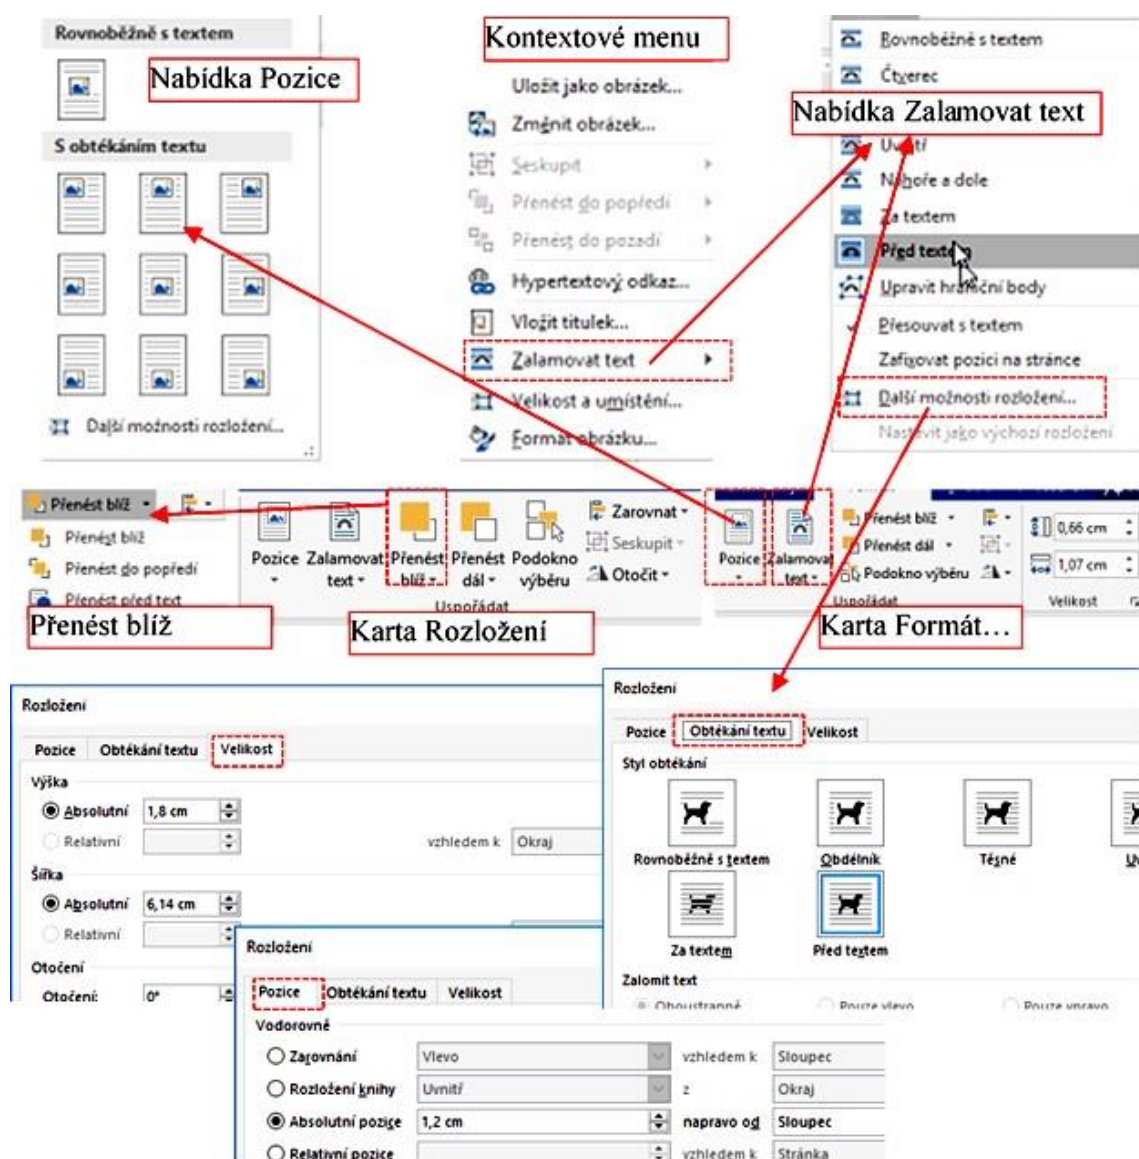 Rovnoběžně s textem
Nabídka Pozice
S obtékáním textu
Další možnosti rozložení...
Kontextové menu
Uložit jako obrázek...
Změnit obrázek...
Seskupit
Přenést do popředí
Přenést do pozadí
Hypertextový odkaz...
Vložit titulek...
Zalamovat text
Velikost a umístění...
Formát obrázku...
Rovnoběžně s textem
Čtverec
Nabídka Zalamovat text
Uvnitř
Nahoře a dole
Za textem
Před textem
Upravit hraniční body
Přesouvat s textem
Zafixovat pozici na stránce
Další možnosti rozložení...
Nastavit jako výchozí rozložení
Přenést blíž
Přenést blíž
Přenést do popředí
Přenést před text
Přenést blíž
Pozice Zalamovat text Přenést blíž Přenést dál Podokno výběru
Zarovnat
Seskupit
Otočit
Uspořádat
Karta Rozložení
Pozice Zalamovat text
Přenést blíž
Přenést dál
Podokno výběru
0,66 cm
1,07 cm
Uspořádat Velikost
Karta Formát...
Rozložení
Pozice Obtékání textu Velikost
Výška
Absolutní 1,8 cm
Relativní vzhledem k Okraj
Šířka
Absolutní 6,14 cm
Relativní
Otočení
Otočení: 0°
Rozložení
Pozice Obtékání textu Velikost
Styl obtékání
Rovnoběžně s textem Obdélník Těsné
Za textem Před textem
Zalomit text
Oboustranné Pouze vlevo Pouze vpravo
Rozložení
Pozice Obtékání textu Velikost
Vodorovně
Zarovnání Vlevo vzhledem k Sloupec
Rozložení knihy Uvnitř z Okraj
Absolutní pozice 1,2 cm napravo od Sloupec
Relativní pozice vzhledem k Stránka